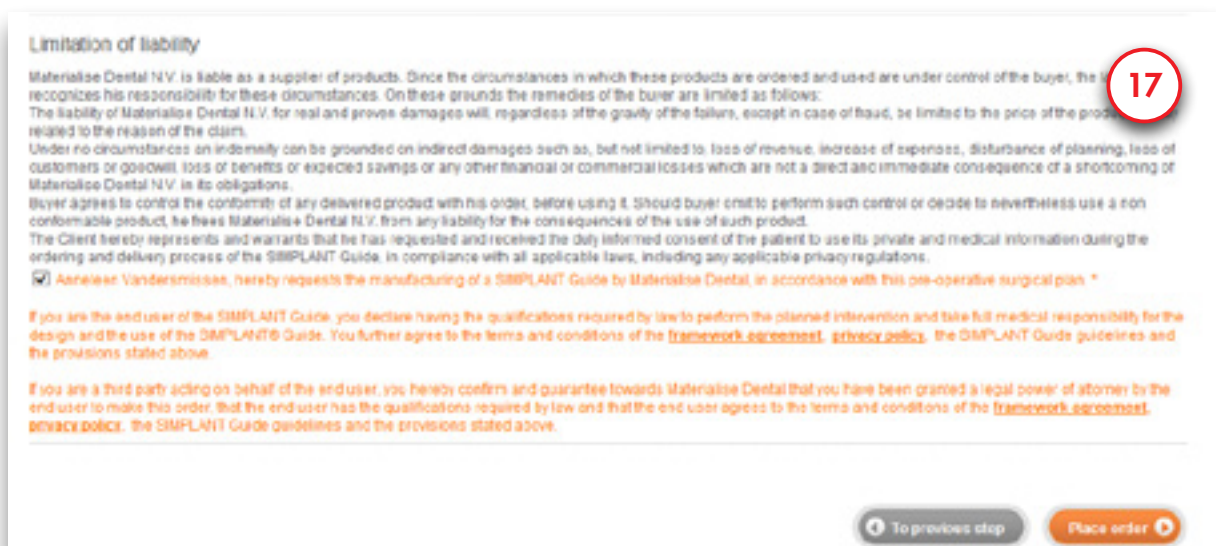 Limitation of liability
Materialise Dental N.V. is liable as a supplier of products. Since the circumstances in which these products are ordered and used are under control of the buyer, the
17
recognizes his responsibility for these circumstances. On these grounds the remedies of the buyer are limited as follows:
The liability of Materialise Dental N.V. for real and proven damages will, regardless of the gravity of the failure, except in case of fraud, be limited to the price of the
related to the reason of the claim.
Under no circumstances an indemnity can be grounded on indirect damages such as, but not limited to, loss of revenue, increase of expenses, disturbance of planning, loss of
customers or goodwill, loss of benefits or expected savings or any other financial or commercial losses which are not a direct and immediate consequence of a shortcoming of
Materialise Dental N.V. in its obligations.
Buyer agrees to control the conformity of any delivered product with his order, before using it. Should buyer omit to perform such control or decide to nevertheless use a non
conformable product, he frees Materialise Dental N.V. from any liability for the consequences of the use of such product.
The Client hereby represents and warrants that he has requested and received the duly informed consent of the patient to use its private and medical information during the
ordering and delivery process of the SIMPLANT Guide, in compliance with all applicable laws, including any applicable privacy regulations.
Anneleen Vandersmissen, hereby requests the manufacturing of a SIMPLANT Guide by Materialise Dental, in accordance with this pre-operative surgical plan. *
If you are the end user of the SIMPLANT Guide, you declare having the qualifications required by law to perform the planned intervention and take full medical responsibility for the
design and the use of the SIMPLANT® Guide. You further agree to the terms and conditions of the framework agreement, privacy policy, the SIMPLANT Guide guidelines and
the provisions stated above.
If you are a third party acting on behalf of the end user, you hereby confirm and guarantee towards Materialise Dental that you have been granted a legal power of attorney by the
end user to make this order, that the end user has the qualifications required by law and that the end user agrees to the terms and conditions of the framework agreement,
privacy policy, the SIMPLANT Guide guidelines and the provisions stated above.
To previous step
Place order